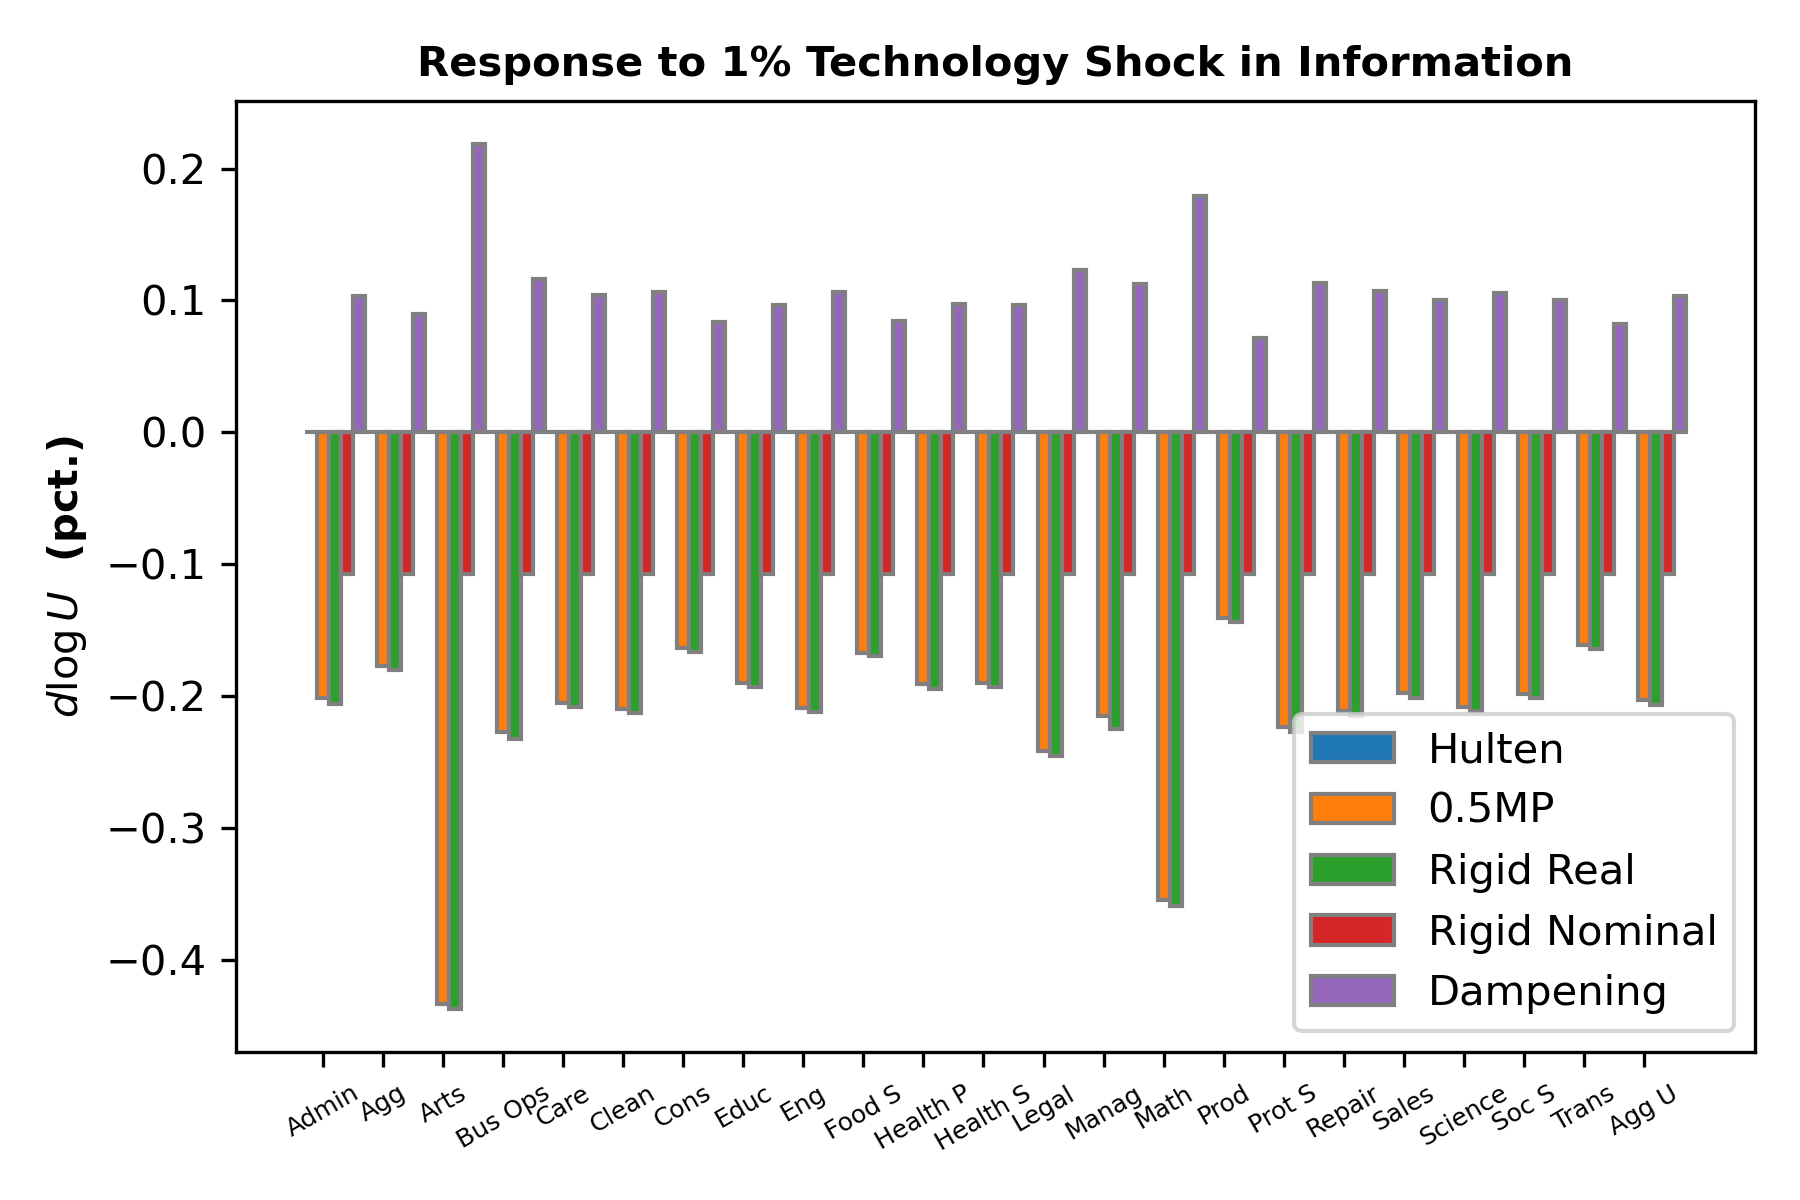 Response to 1% Technology Shock in Information
d log U (pct.)
0.2
0.1
0.0
−0.1
−0.2
−0.3
−0.4
Hulten
0.5MP
Rigid Real
Rigid Nominal
Dampening
Admin Agg Arts Bus Ops Care Clean Cons Educ Eng Food S Health P Health S Legal Manag Math Prod Prot S Repair Sales Science Soc S Trans Agg U